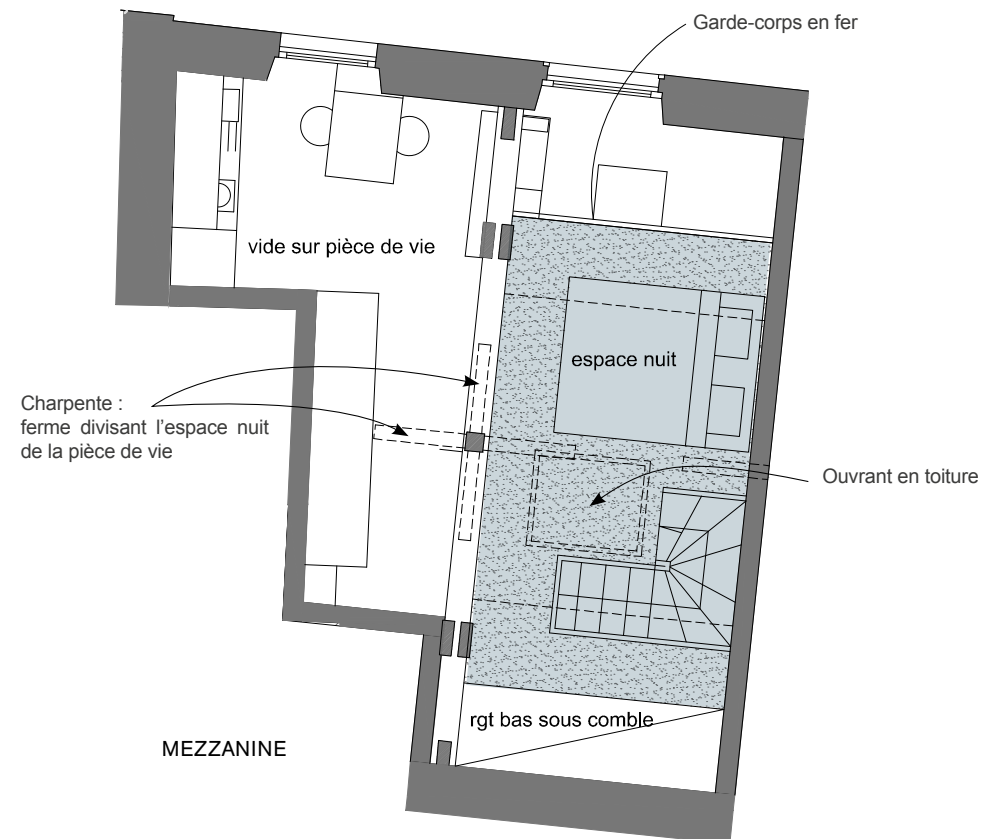 Garde-corps en fer
vide sur pièce de vie
espace nuit
Charpente :
ferme divisant l'espace nuit
de la pièce de vie
Ouvrant en toiture
rgt bas sous comble
MEZZANINE